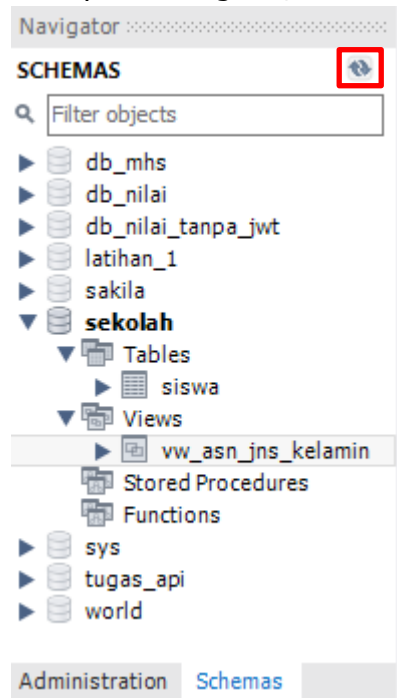 Navigator
SCHEMAS
Filter objects
db_mhs
db_nilai
db_nilai_tanpa_jwt
latihan_1
sakila
sekolah
Tables
siswa
Views
vw_asn_jns_kelamin
Stored Procedures
Functions
sys
tugas_api
world
Administration Schemas